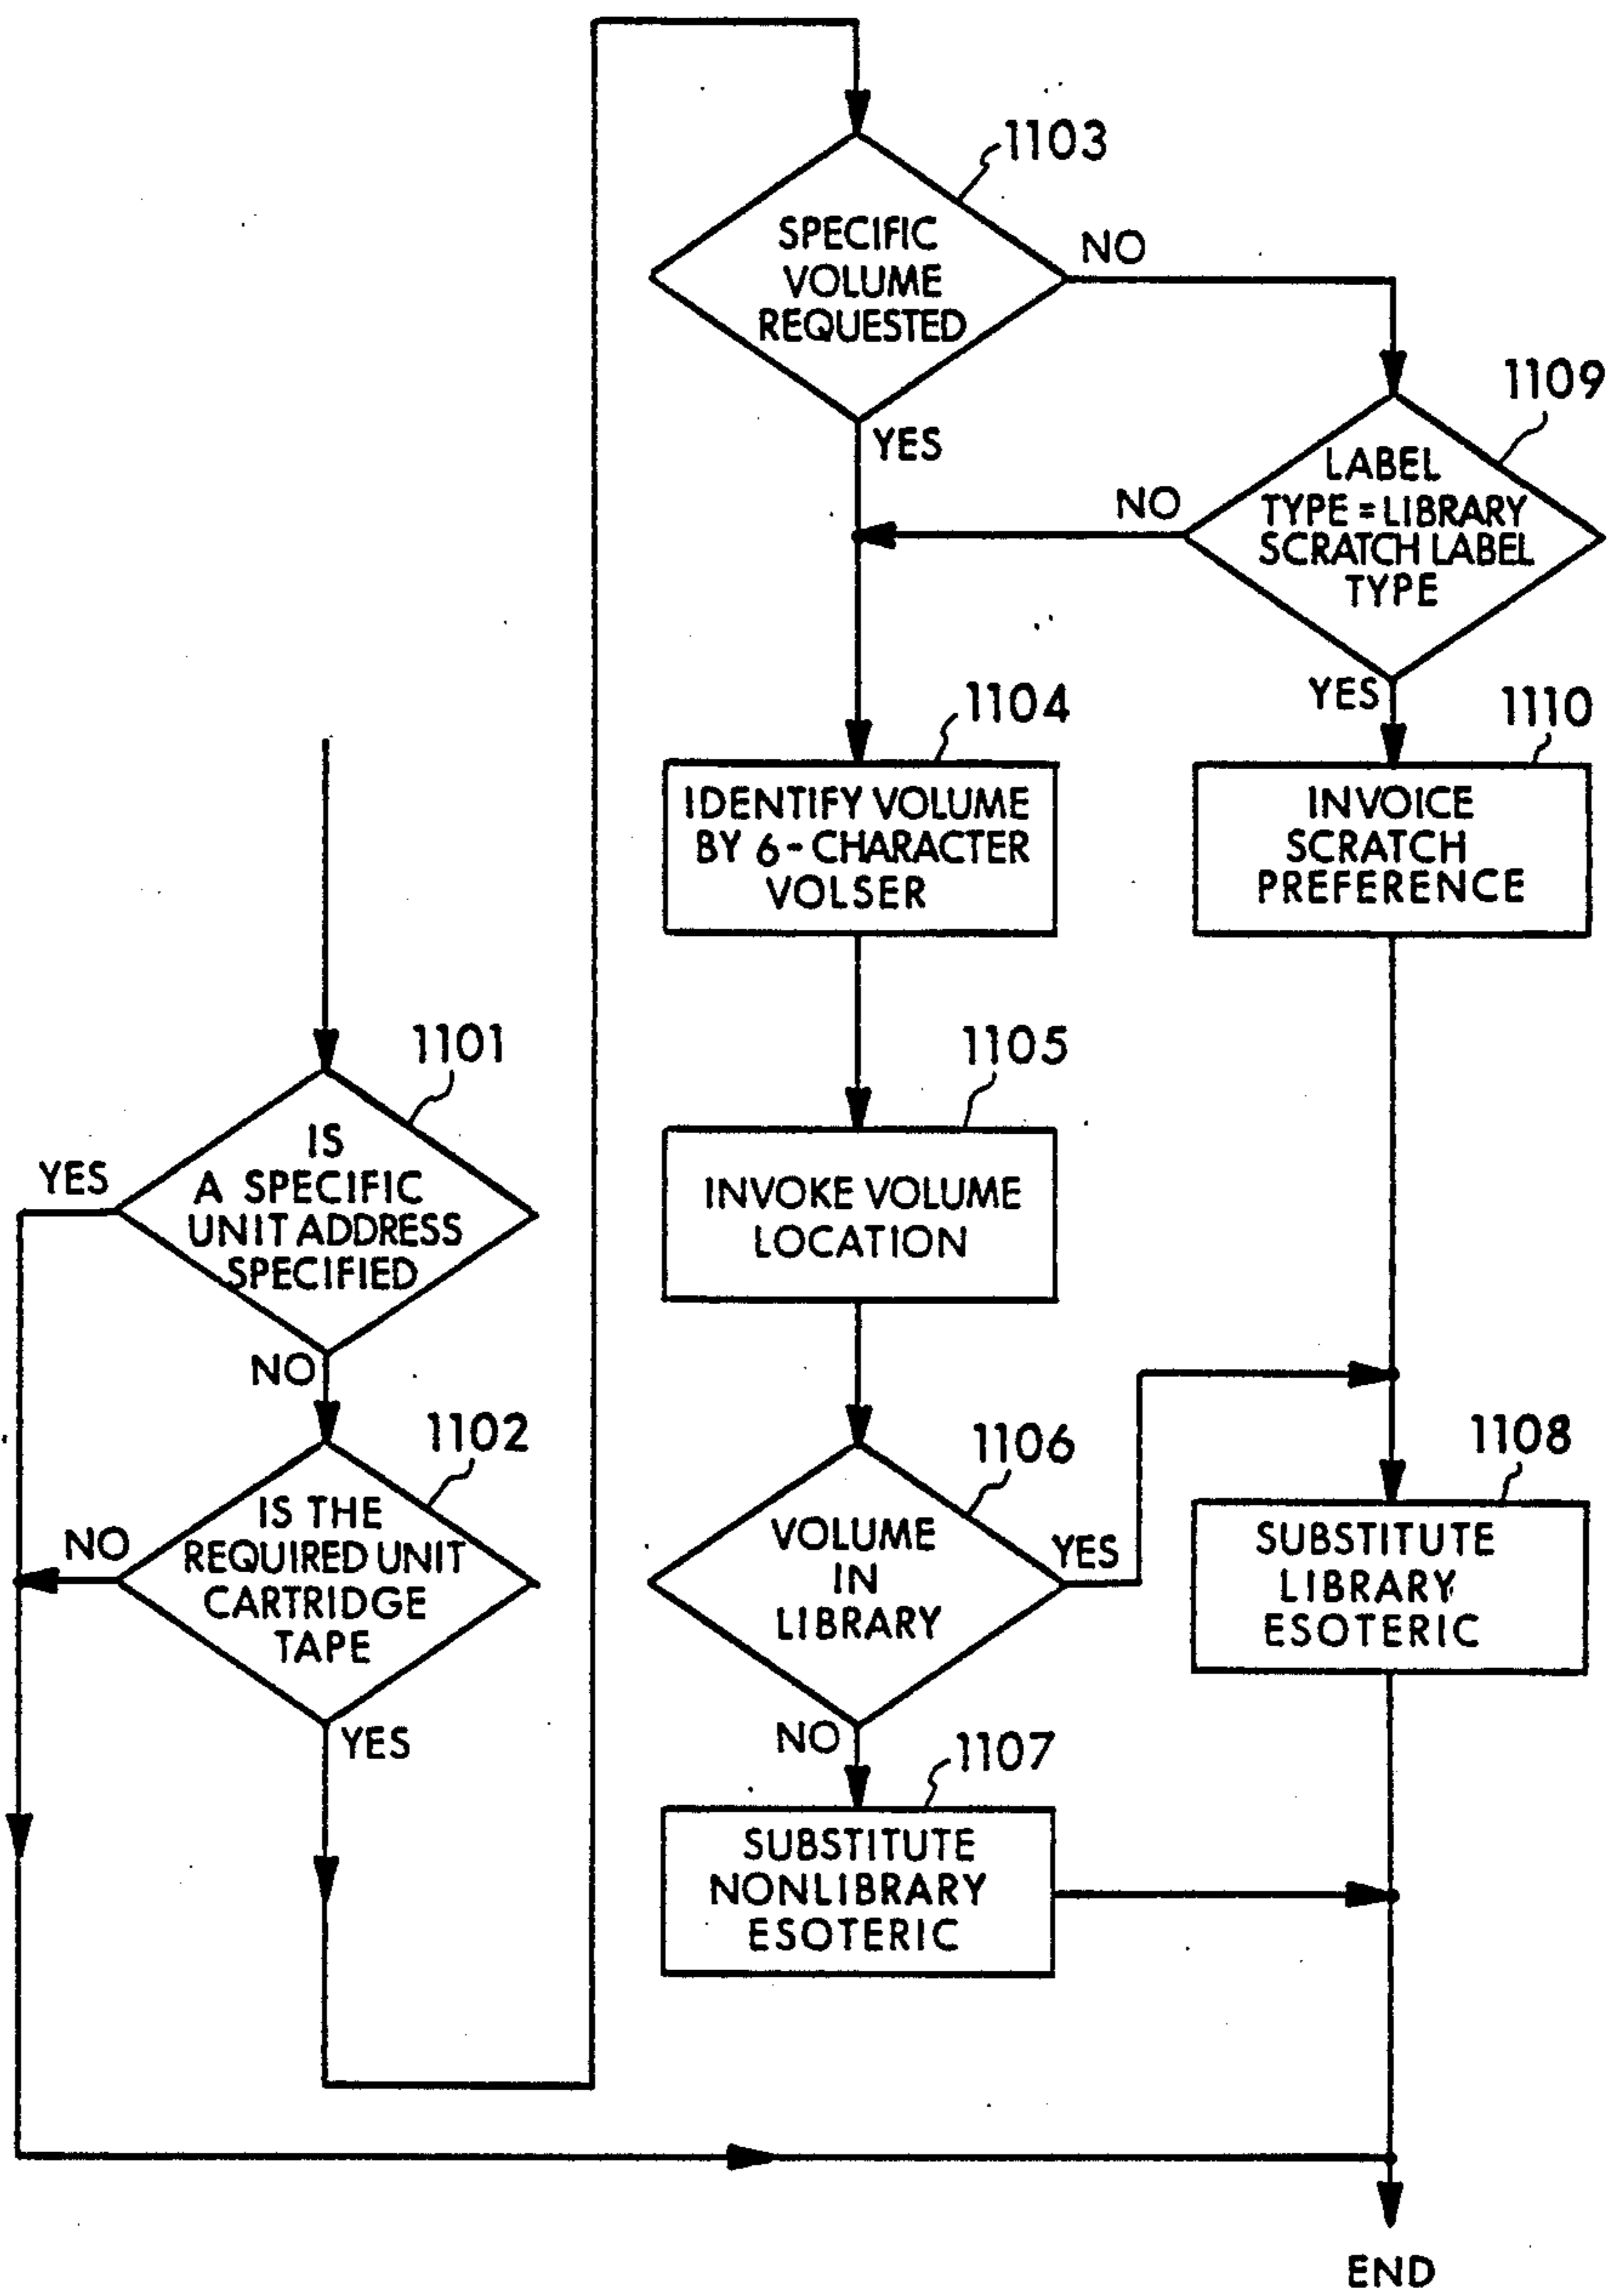 1103
SPECIFIC
VOLUME
REQUESTED
NO
YES
1109
LABEL
TYPE = LIBRARY
SCRATCH LABEL
TYPE
NO
YES
1104
IDENTIFY VOLUME
BY 6-CHARACTER
VOLSER
1110
INVOICE
SCRATCH
PREFERENCE
1101
IS
A SPECIFIC
UNIT ADDRESS
SPECIFIED
YES
NO
1105
INVOKE VOLUME
LOCATION
1102
IS THE
REQUIRED UNIT
CARTRIDGE
TAPE
NO
YES
1106
VOLUME
IN
LIBRARY
YES
NO
1108
SUBSTITUTE
LIBRARY
ESOTERIC
1107
SUBSTITUTE
NONLIBRARY
ESOTERIC
END